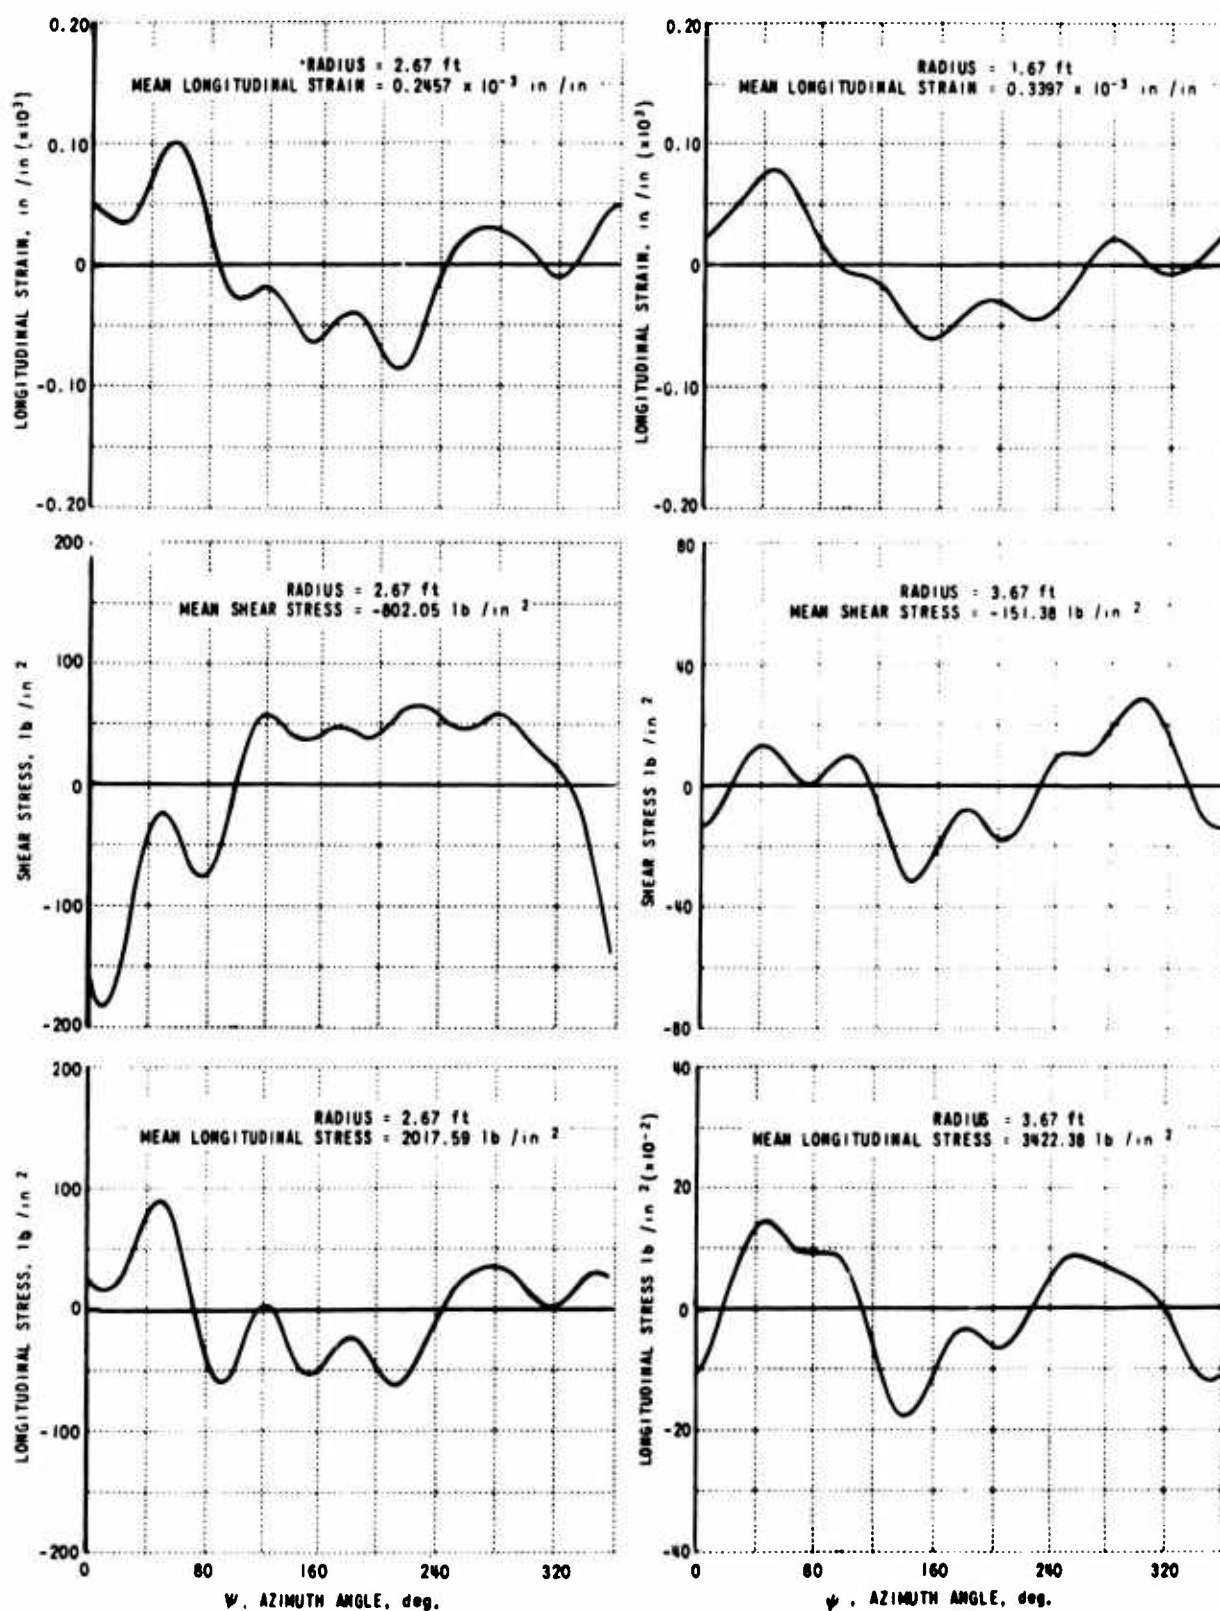 0.20
0.10
0
-0.10
-0.20
LONGITUDINAL STRAIN, in/in (x10³)
RADIUS = 2.67 ft
MEAN LONGITUDINAL STRAIN = 0.2457 x 10⁻³ in/in
0.20
0.10
0
-0.10
-0.20
LONGITUDINAL STRAIN, in/in (x10³)
RADIUS = 1.67 ft
MEAN LONGITUDINAL STRAIN = 0.3397 x 10⁻³ in/in
200
100
0
-100
-200
SHEAR STRESS, lb/in ²
RADIUS = 2.67 ft
MEAN SHEAR STRESS = -802.05 lb/in ²
80
40
0
-40
-80
SHEAR STRESS lb/in ²
RADIUS = 3.67 ft
MEAN SHEAR STRESS = -151.38 lb/in ²
200
100
0
-100
-200
LONGITUDINAL STRESS, lb/in ²
RADIUS = 2.67 ft
MEAN LONGITUDINAL STRESS = 2017.59 lb/in ²
0 80 160 240 320
ψ, AZIMUTH ANGLE, deg.
40
20
0
-20
-40
LONGITUDINAL STRESS lb/in ² (x10⁻²)
RADIUS = 3.67 ft
MEAN LONGITUDINAL STRESS = 3422.38 lb/in ²
0 80 160 240 320
ψ, AZIMUTH ANGLE, deg.